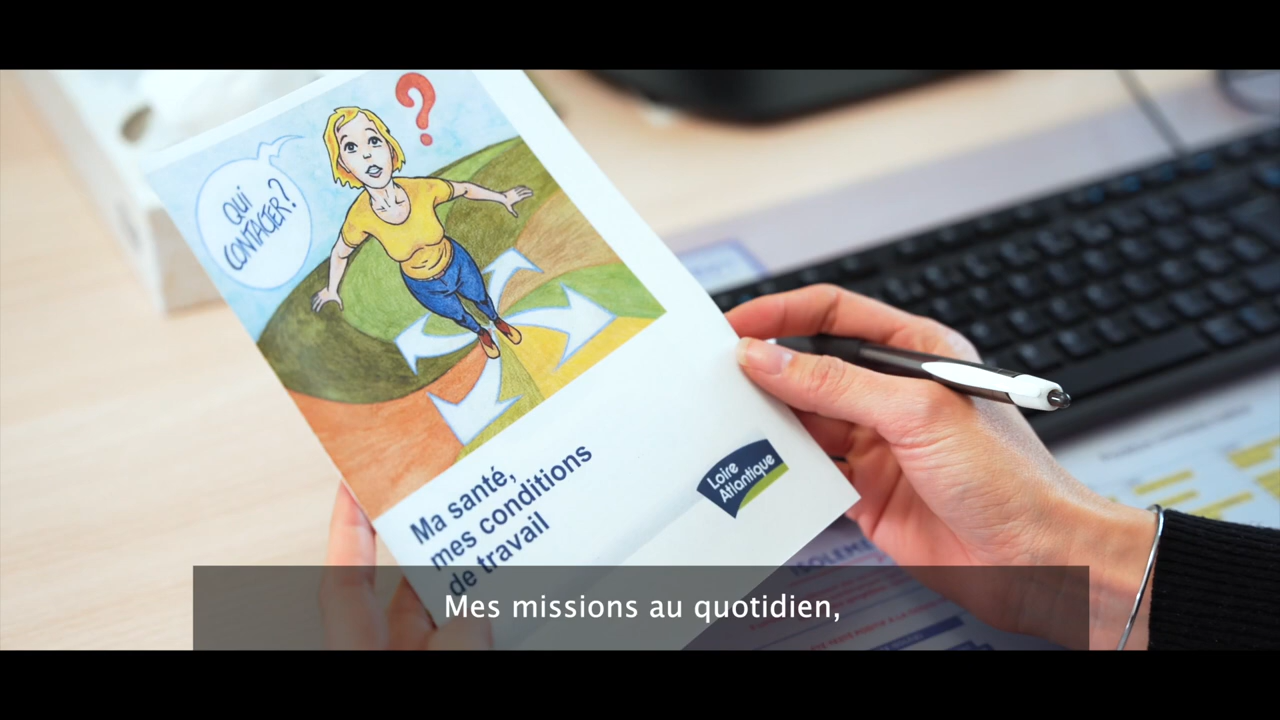 ?
QUI
CONTACTER?
Ma santé,
mes conditions
de travail
Loire
Atlantique
Mes missions au quotidien,